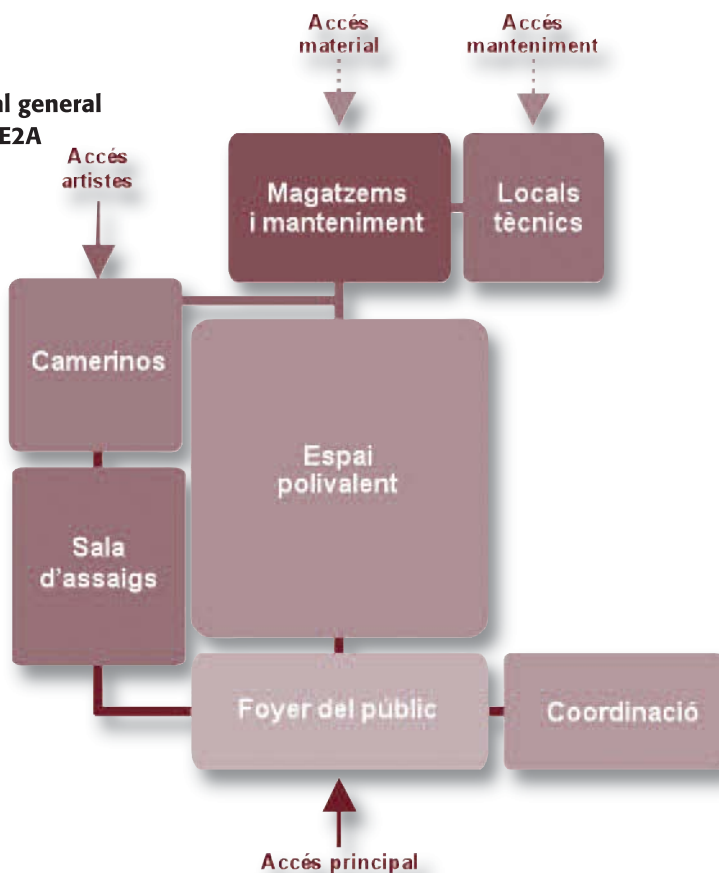 Accés
material
Accés
manteniment
general
E2A
Accés
artistes
Magatzems
i manteniment
Locals
tècnics
Camerinos
Espai
polivalent
Sala
d'assaigs
Foyer del públic
Coordinació
Accés principal